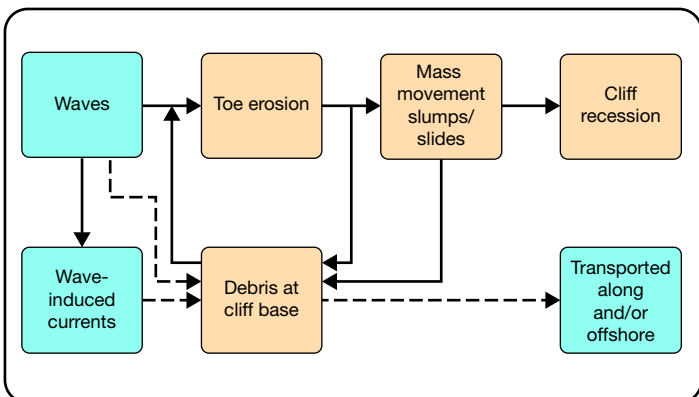 Waves
Toe erosion
Mass
movement
slumps/
slides
Cliff
recession
Wave-
induced
currents
Debris at
cliff base
Transported
along
and/or
offshore